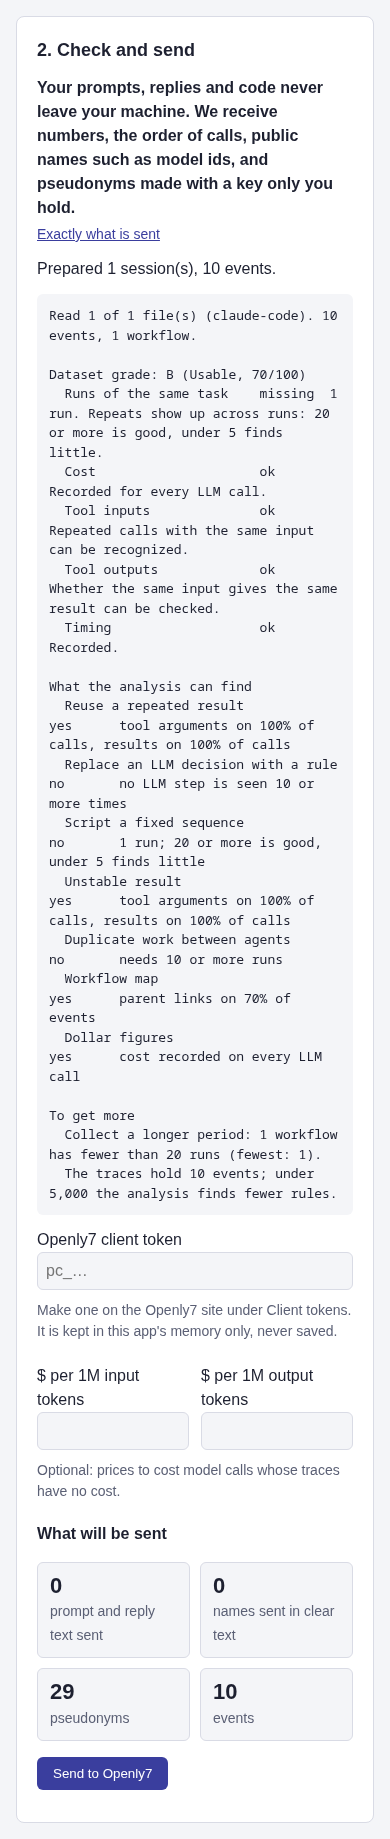 2. Check and send
Your prompts, replies and code never
leave your machine. We receive
numbers, the order of calls, public
names such as model ids, and
pseudonyms made with a key only you
hold.
Exactly what is sent
Prepared 1 session(s), 10 events.
Read 1 of 1 file(s) (claude-code). 10
events, 1 workflow.
Dataset grade: B (Usable, 70/100)
Runs of the same task    missing  1
run. Repeats show up across runs: 20
or more is good, under 5 finds
little.
Cost                     ok
Recorded for every LLM call.
Tool inputs              ok
Repeated calls with the same input
can be recognized.
Tool outputs             ok
Whether the same input gives the same
result can be checked.
Timing                   ok
Recorded.
What the analysis can find
Reuse a repeated result
yes      tool arguments on 100% of
calls, results on 100% of calls
Replace an LLM decision with a rule
no       no LLM step is seen 10 or
more times
Script a fixed sequence
no       1 run; 20 or more is good,
under 5 finds little
Unstable result
yes      tool arguments on 100% of
calls, results on 100% of calls
Duplicate work between agents
no       needs 10 or more runs
Workflow map
yes      parent links on 70% of
events
Dollar figures
yes      cost recorded on every LLM
call
To get more
Collect a longer period: 1 workflow
has fewer than 20 runs (fewest: 1).
The traces hold 10 events; under
5,000 the analysis finds fewer rules.
Openly7 client token
pc_…
Make one on the Openly7 site under Client tokens.
It is kept in this app's memory only, never saved.
$ per 1M input
tokens
$ per 1M output
tokens
Optional: prices to cost model calls whose traces
have no cost.
What will be sent
0
prompt and reply
text sent
0
names sent in clear
text
29
pseudonyms
10
events
Send to Openly7